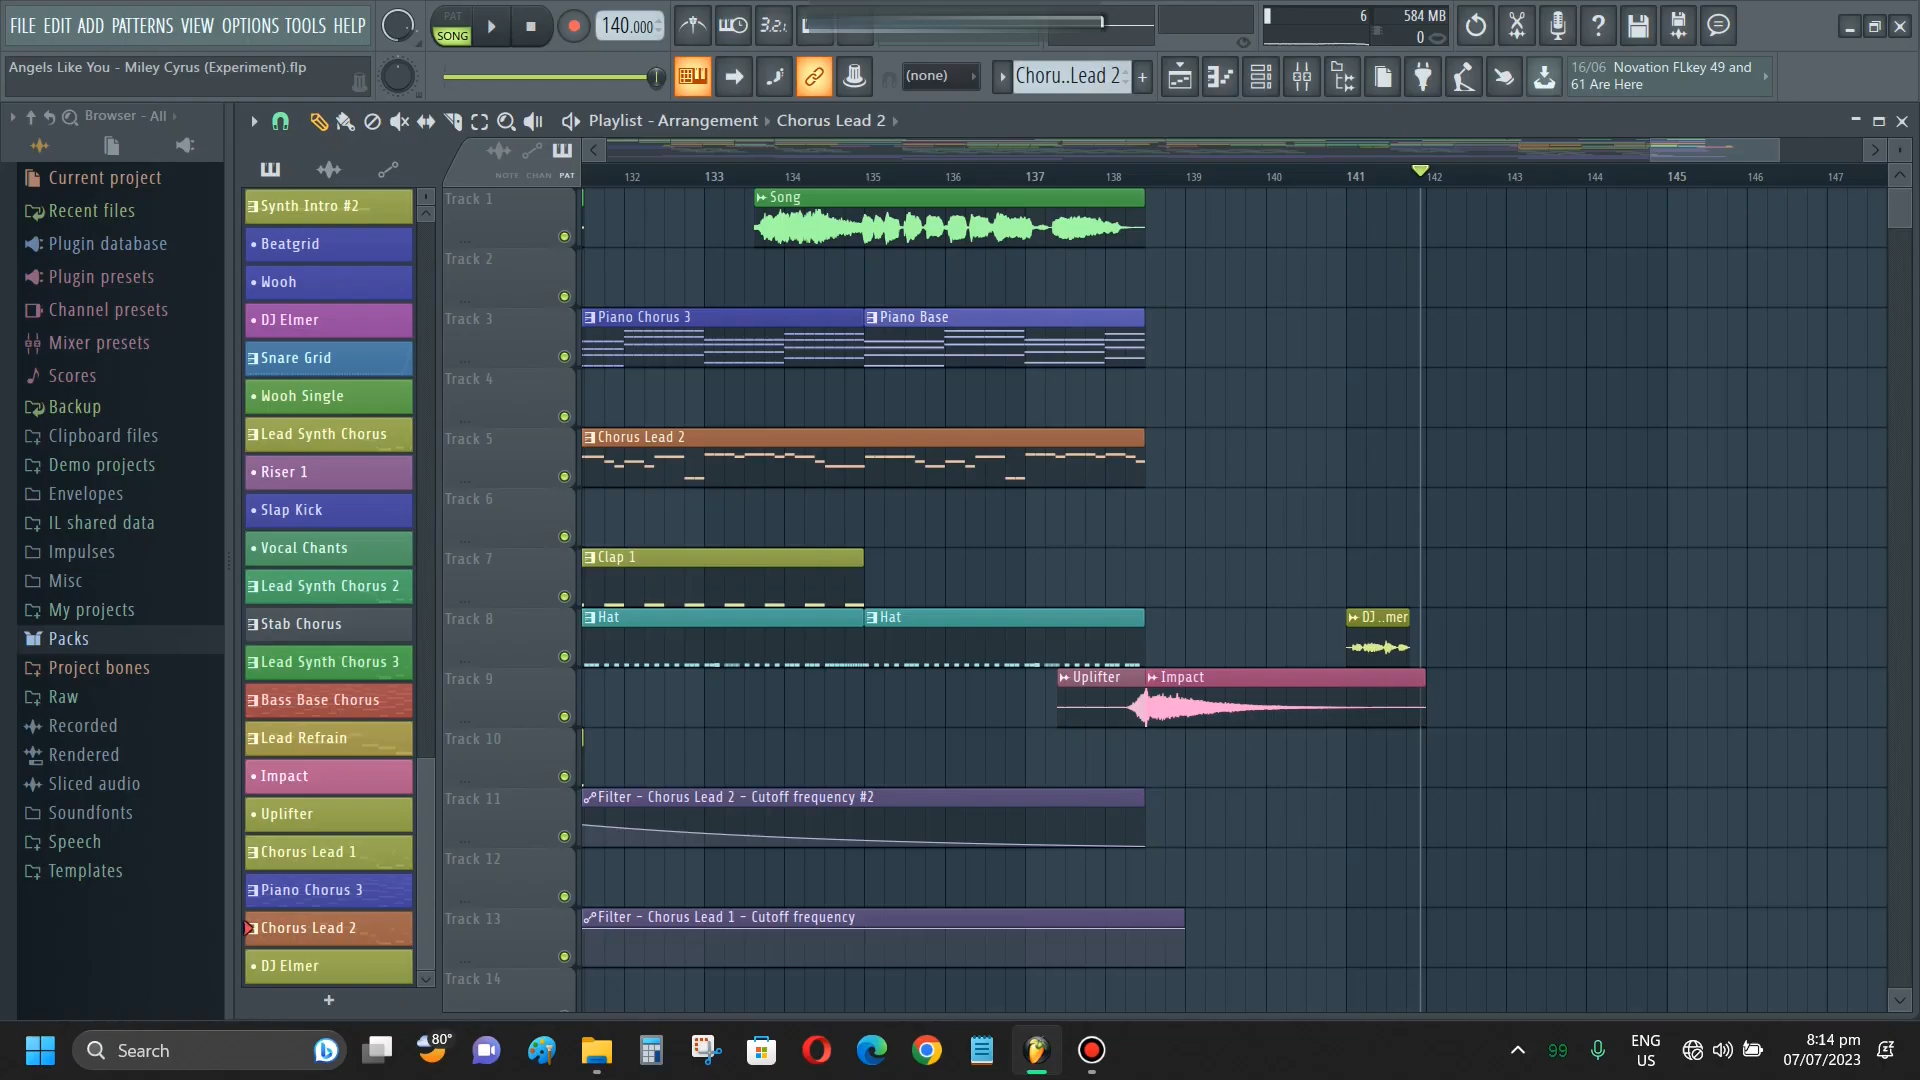 FILE EDIT ADD PATTERNS VIEW OPTIONS TOOLS HELP
PAT
SONG
140.000
3.2.
6
584 MB
0
Angels Like You - Miley Cyrus (Experiment).flp
(none)
Choru..Lead 2
+
16/06 Novation FLkey 49 and
61 Are Here
Browser - All
Playlist - Arrangement
Chorus Lead 2
NOTE CHAN PAT
132 133 134 135 136 137 138 139 140 141 142 143 144 145 146 147
Current project
Recent files
Plugin database
Plugin presets
Channel presets
Mixer presets
Scores
Backup
Clipboard files
Demo projects
Envelopes
IL shared data
Impulses
Misc
My projects
Packs
Project bones
Raw
Recorded
Rendered
Sliced audio
Soundfonts
Speech
Templates
Synth Intro #2
Beatgrid
Wooh
DJ Elmer
Snare Grid
Wooh Single
Lead Synth Chorus
Riser 1
Slap Kick
Vocal Chants
Lead Synth Chorus 2
Stab Chorus
Lead Synth Chorus 3
Bass Base Chorus
Lead Refrain
Impact
Uplifter
Chorus Lead 1
Piano Chorus 3
Chorus Lead 2
DJ Elmer
+
Track 1
Song
Track 2
Track 3
Piano Chorus 3
Piano Base
Track 4
Track 5
Chorus Lead 2
Track 6
Track 7
Clap 1
Track 8
Hat
Hat
DJ ..mer
Track 9
Uplifter
Impact
Track 10
Track 11
Filter - Chorus Lead 2 - Cutoff frequency #2
Track 12
Track 13
Filter - Chorus Lead 1 - Cutoff frequency
Track 14
Search
80°
99
ENG
US
8:14 pm
07/07/2023